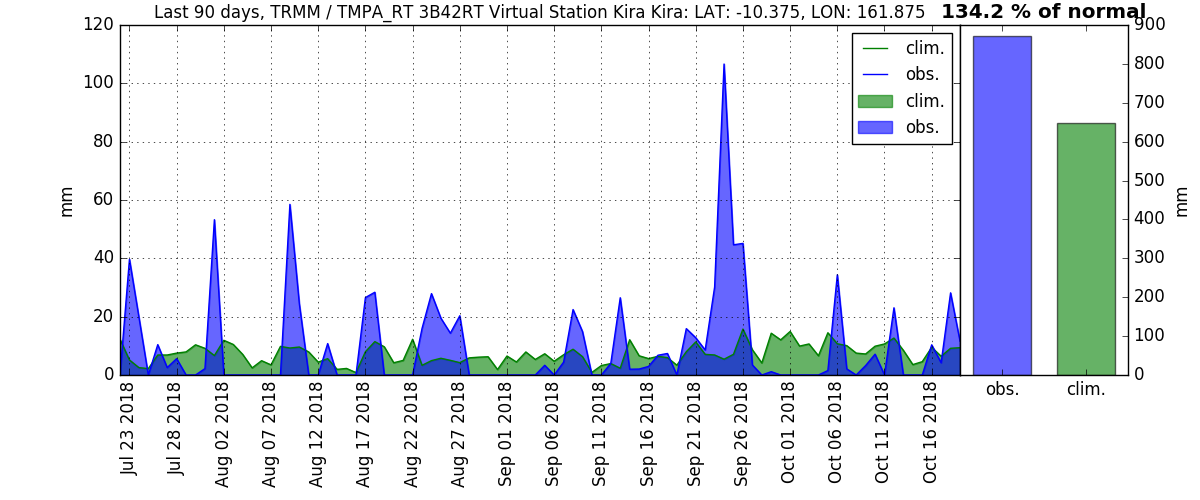 Last 90 days, TRMM / TMPA_RT 3B42RT Virtual Station Kira Kira: LAT: -10.375, LON: 161.875 134.2 % of normal
120
100
80
60
40
20
0
mm
clim.
obs.
clim.
obs.
900
800
700
600
500
400
300
200
100
0
mm
Jul 23 2018
Jul 28 2018
Aug 02 2018
Aug 07 2018
Aug 12 2018
Aug 17 2018
Aug 22 2018
Aug 27 2018
Sep 01 2018
Sep 06 2018
Sep 11 2018
Sep 16 2018
Sep 21 2018
Sep 26 2018
Oct 01 2018
Oct 06 2018
Oct 11 2018
Oct 16 2018
obs.
clim.